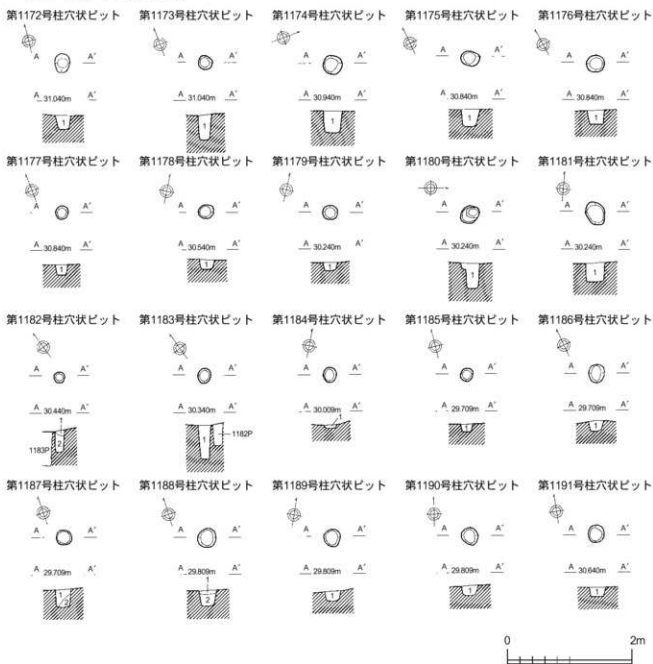 第1172号柱穴状ピット 第1173号柱穴状ピット 第1174号柱穴状ピット 第1175号柱穴状ピット 第1176号柱穴状ピット
A A' A A' A A' A A' A A'
A 31.040m A' A 31.040m A' A 30.940m A' A 30.840m A' A 30.840m A'
1 1 1 1 1
第1177号柱穴状ピット 第1178号柱穴状ピット 第1179号柱穴状ピット 第1180号柱穴状ピット 第1181号柱穴状ピット
A A' A A' A A' A A' A A'
A 30.840m A' A 30.540m A' A 30.240m A' A 30.240m A' A 30.240m A'
1 1 1 1 1
第1182号柱穴状ピット 第1183号柱穴状ピット 第1184号柱穴状ピット 第1185号柱穴状ピット 第1186号柱穴状ピット
A A' A A' A A' A A' A A'
A 30.440m A' A 30.340m A' A 30.009m A' A 29.709m A' A 29.709m A'
1 1 1 1
2 1 1182P
1183P
第1187号柱穴状ピット 第1188号柱穴状ピット 第1189号柱穴状ピット 第1190号柱穴状ピット 第1191号柱穴状ピット
A A' A A' A A' A A' A A'
A 29.709m A' A 29.809m A' A 29.809m A' A 29.809m A' A 30.640m A'
1 1 1 1 1
2 2
0 2m